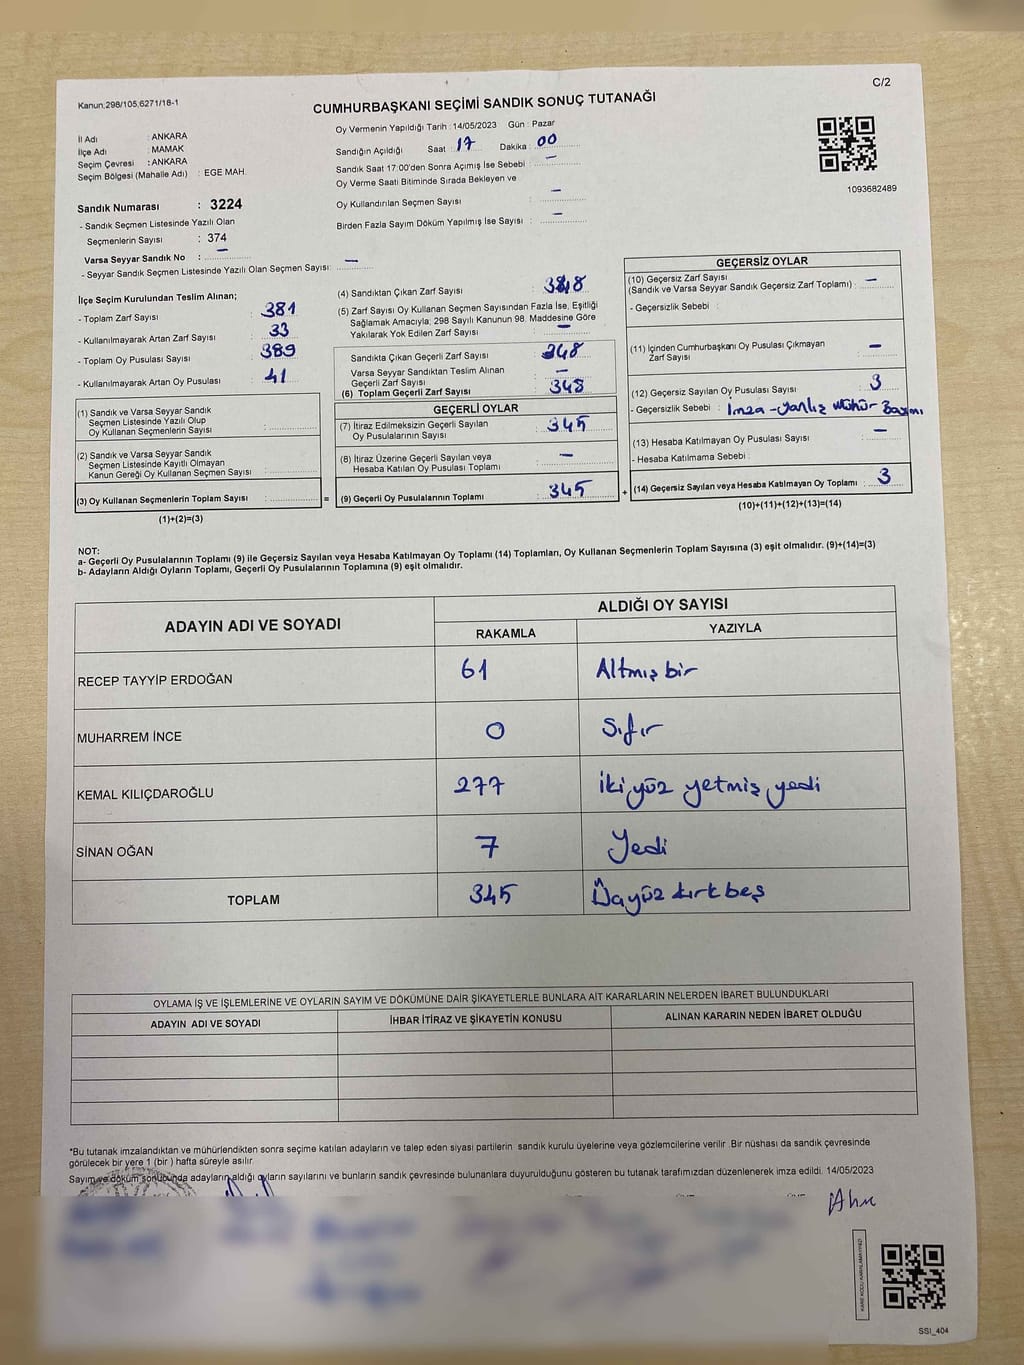 Kanun;298/105,6271/18-1
C/2
CUMHURBAŞKANI SEÇİMİ SANDIK SONUÇ TUTANAĞI
İl Adı : ANKARA
İlçe Adı : MAMAK
Seçim Çevresi : ANKARA
Seçim Bölgesi (Mahalle Adı) : EGE MAH.
Sandık Numarası : 3224
- Sandık Seçmen Listesinde Yazılı Olan
Seçmenlerin Sayısı : 374
Varsa Seyyar Sandık No : –
- Seyyar Sandık Seçmen Listesinde Yazılı Olan Seçmen Sayısı: –
Oy Vermenin Yapıldığı Tarih : 14/05/2023 Gün : Pazar
Sandığın Açıldığı Saat : 17 Dakika : 00
Sandık Saat 17:00'den Sonra Açımış İse Sebebi : –
Oy Verme Saati Bitiminde Sırada Bekleyen ve
Oy Kullandırılan Seçmen Sayısı : –
Birden Fazla Sayım Döküm Yapılmış İse Sayısı : –
1093682489
İlçe Seçim Kurulundan Teslim Alınan;
- Toplam Zarf Sayısı : 381
- Kullanılmayarak Artan Zarf Sayısı : 33
- Toplam Oy Pusulası Sayısı : 389
- Kullanılmayarak Artan Oy Pusulası : 41
(1) Sandık ve Varsa Seyyar Sandık
Seçmen Listesinde Yazılı Olup
Oy Kullanan Seçmenlerin Sayısı :
(2) Sandık ve Varsa Seyyar Sandık
Seçmen Listesinde Kayıtlı Olmayan
Kanun Gereği Oy Kullanan Seçmen Sayısı :
(3) Oy Kullanan Seçmenlerin Toplam Sayısı : =
(1)+(2)=(3)
(4) Sandıktan Çıkan Zarf Sayısı : 348
(5) Zarf Sayısı Oy Kullanan Seçmen Sayısından Fazla İse, Eşitliği
Sağlamak Amacıyla; 298 Sayılı Kanunun 98. Maddesine Göre
Yakılarak Yok Edilen Zarf Sayısı : –
Sandıkta Çıkan Geçerli Zarf Sayısı : 348
Varsa Seyyar Sandıktan Teslim Alınan
Geçerli Zarf Sayısı : –
(6) Toplam Geçerli Zarf Sayısı : 348
GEÇERLİ OYLAR
(7) İtiraz Edilmeksizin Geçerli Sayılan
Oy Pusulalarının Sayısı : 345
(8) İtiraz Üzerine Geçerli Sayılan veya
Hesaba Katılan Oy Pusulası Toplamı : –
(9) Geçerli Oy Pusulalarının Toplamı : 345 +
GEÇERSİZ OYLAR
(10) Geçersiz Zarf Sayısı
(Sandık ve Varsa Seyyar Sandık Geçersiz Zarf Toplamı) : –
- Geçersizlik Sebebi :
(11) İçinden Cumhurbaşkanı Oy Pusulası Çıkmayan
Zarf Sayısı : –
(12) Geçersiz Sayılan Oy Pusulası Sayısı : 3
- Geçersizlik Sebebi : İmza - yanlız mühür
(13) Hesaba Katılmayan Oy Pusulası Sayısı : –
- Hesaba Katılmama Sebebi :
(14) Geçersiz Sayılan veya Hesaba Katılmayan Oy Toplamı : 3
(10)+(11)+(12)+(13)=(14)
NOT:
a- Geçerli Oy Pusulalarının Toplamı (9) ile Geçersiz Sayılan veya Hesaba Katılmayan Oy Toplamı (14) Toplamları, Oy Kullanan Seçmenlerin Toplam Sayısına (3) eşit olmalıdır. (9)+(14)=(3)
b- Adayların Aldığı Oyların Toplamı, Geçerli Oy Pusulalarının Toplamına (9) eşit olmalıdır.
ADAYIN ADI VE SOYADI
ALDIĞI OY SAYISI
RAKAMLA YAZIYLA
RECEP TAYYİP ERDOĞAN 61 Altmış bir
MUHARREM İNCE 0 Sıfır
KEMAL KILIÇDAROĞLU 277 İki yüz yetmiş yedi
SİNAN OĞAN 7 Yedi
TOPLAM 345 kırk beş
OYLAMA İŞ VE İŞLEMLERİNE VE OYLARIN SAYIM VE DÖKÜMÜNE DAİR ŞİKAYETLERLE BUNLARA AİT KARARLARIN NELERDEN İBARET BULUNDUKLARI
ADAYIN ADI VE SOYADI İHBAR İTİRAZ VE ŞİKAYETİN KONUSU ALINAN KARARIN NEDEN İBARET OLDUĞU
*Bu tutanak imzalandıktan ve mühürlendikten sonra seçime katılan adayların ve talep eden siyasi partilerin sandık kurulu üyelerine veya gözlemcilerine verilir .Bir nüshası da sandık çevresinde
görülecek bir yere 1 (bir ) hafta süreyle asılır.
Sayım ve döküm sonucunda adayların aldığı oyların sayılarını ve bunların sandık çevresinde bulunanlara duyurulduğunu gösteren bu tutanak tarafımızdan düzenlenerek imza edildi. 14/05/2023
SSI_404